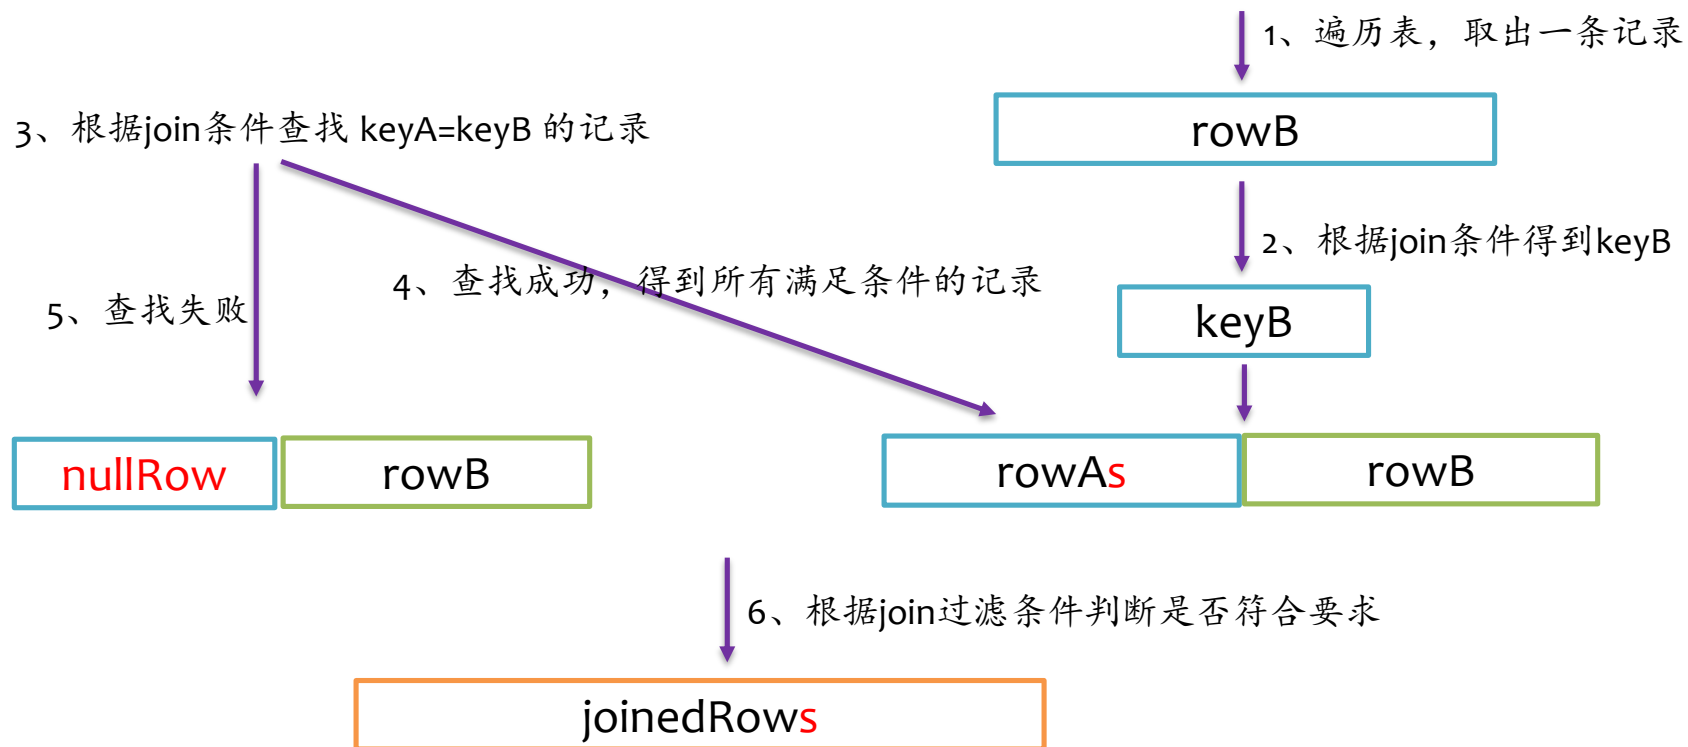 1、遍历表，取出一条记录
rowB
3、根据join条件查找 keyA=keyB 的记录
2、根据join条件得到keyB
4、查找成功，得到所有满足条件的记录
5、查找失败
keyB
nullRow
rowB
rowAs
rowB
6、根据join过滤条件判断是否符合要求
joinedRows